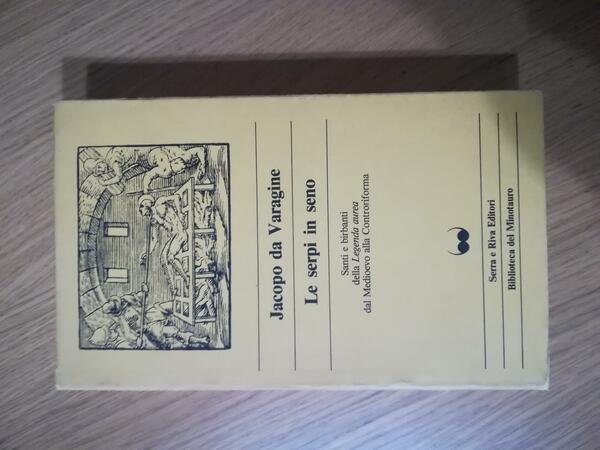 Jacopo da Varagine
Le serpi in seno
Santi e birbanti
della Legenda aurea
dal Medioevo alla Controriforma
Serra e Riva Editori
Biblioteca del Minotauro